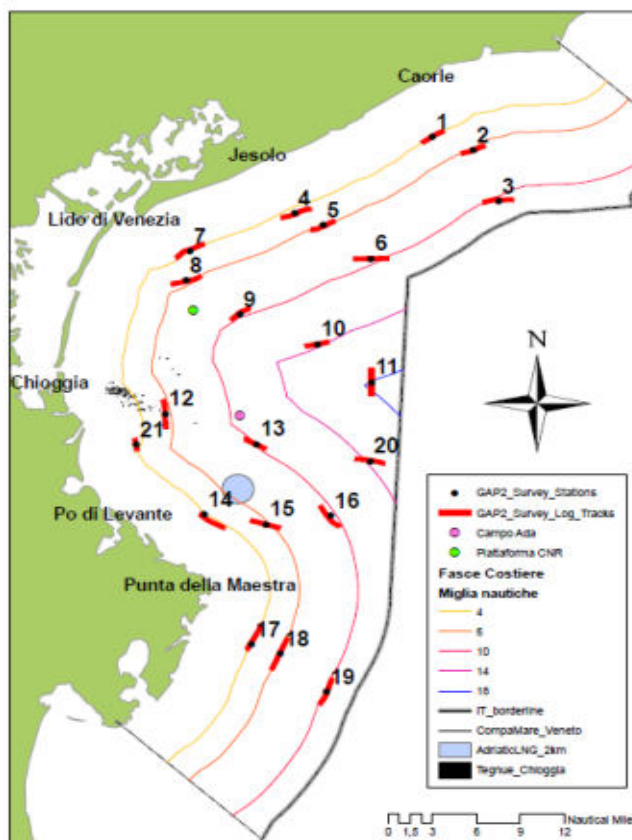 Caorle
1
2
Jesolo
3
4
5
Lido di Venezia
7
6
8
9
10
11
Chioggia
12
N
13
20
21
14
15
16
Po di Levante
Punta della Maestra
17
18
19
GAP2_Survey_Stations
GAP2_Survey_Log_Tracks
Campo Ada
Piattaforma CNR
Fasce Costiere
Miglia nautiche
4
6
10
14
18
IT_borderline
CompaMare_Veneto
AdriaticLNG_2km
Tegnue_Chioggia
Nautical Mile
0 1,5 3 6 9 12